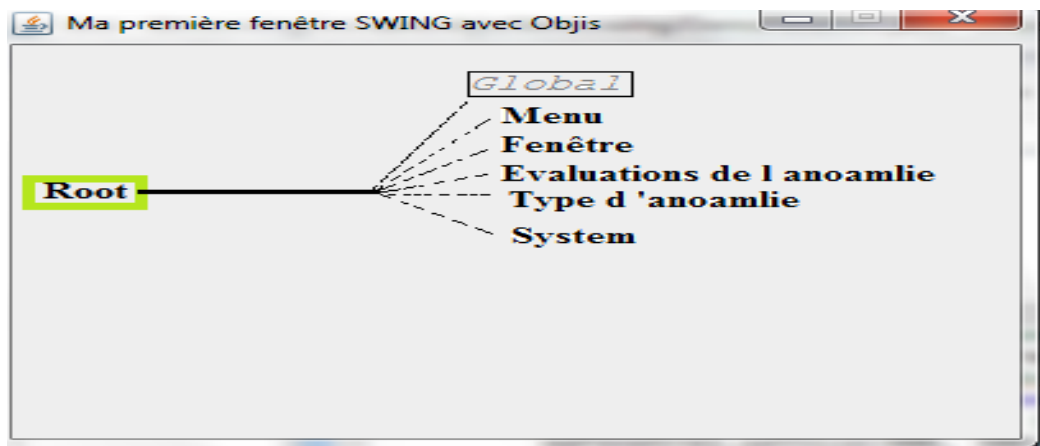 Ma première fenêtre SWING avec Objis
Global
Menu
Fenêtre
Evaluations de l anoamlie
Root
Type d 'anoamlie
System